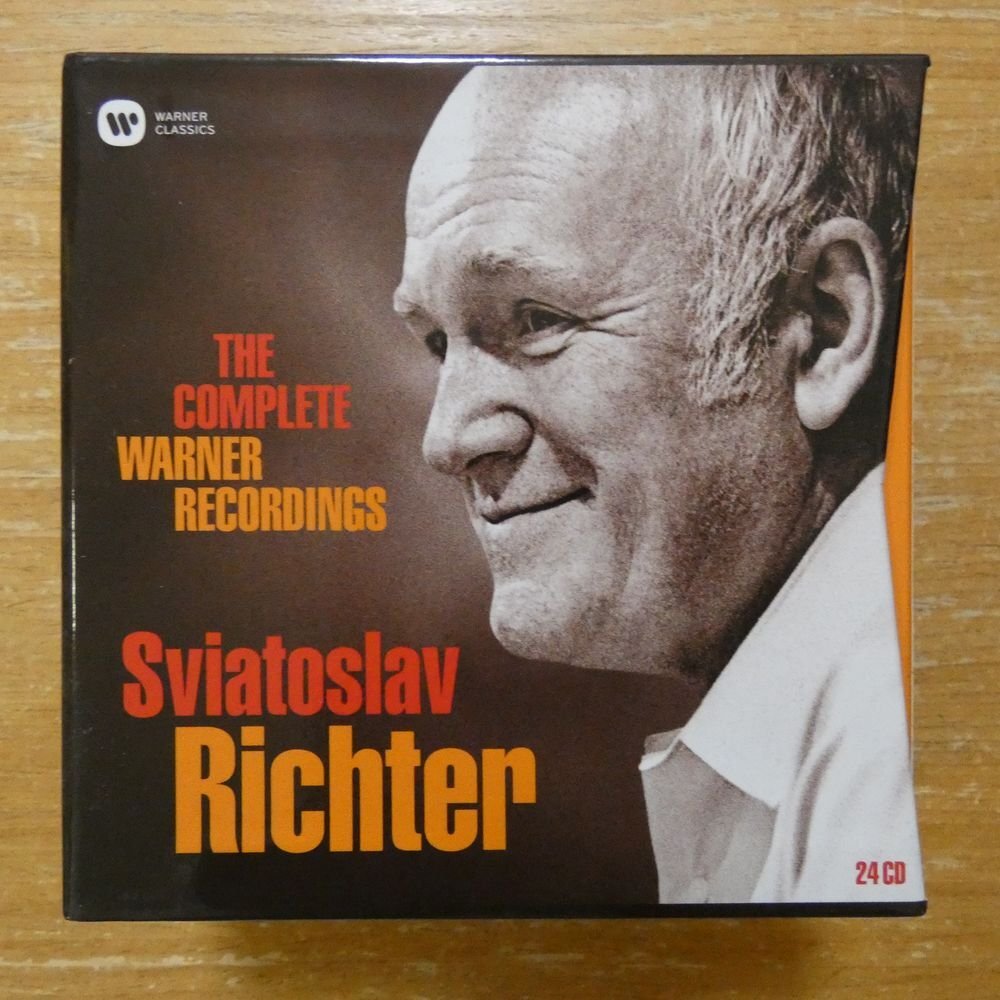 WARNER
CLASSICS
THE
COMPLETE
WARNER
RECORDINGS
Sviatoslav
Richter
24 CD